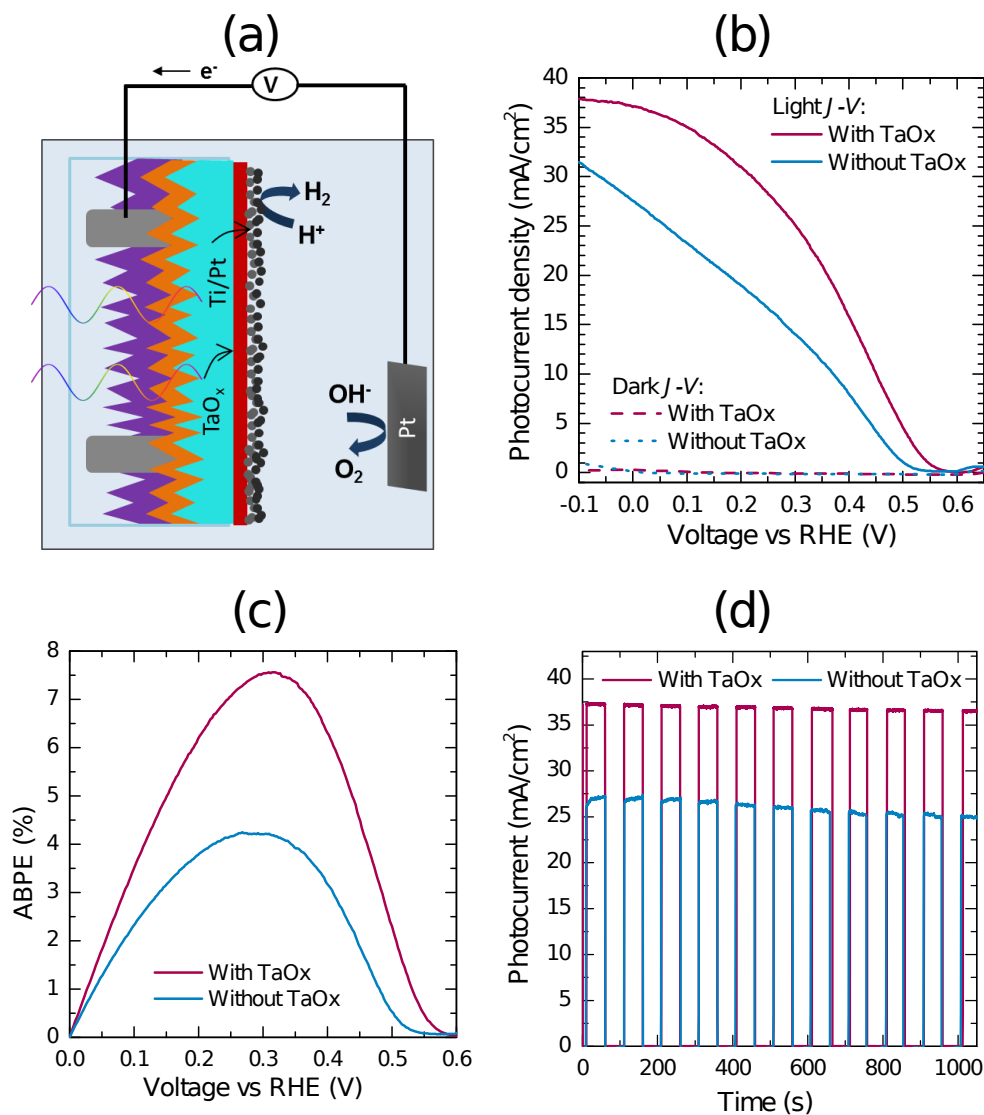 (a)
e⁻
V
H₂
H⁺
Ti/Pt
TaOₓ
OH⁻
O₂
Pt
(b)
Photocurrent density (mA/cm²)
40
35
30
25
20
15
10
5
0
Light J-V:
With TaOx
Without TaOx
Dark J-V:
With TaOx
Without TaOx
-0.1 0.0 0.1 0.2 0.3 0.4 0.5 0.6
Voltage vs RHE (V)
(c)
ABPE (%)
8
7
6
5
4
3
2
1
0
With TaOx
Without TaOx
0.0 0.1 0.2 0.3 0.4 0.5 0.6
Voltage vs RHE (V)
(d)
Photocurrent (mA/cm²)
40
35
30
25
20
15
10
5
0
With TaOx Without TaOx
0 200 400 600 800 1000
Time (s)